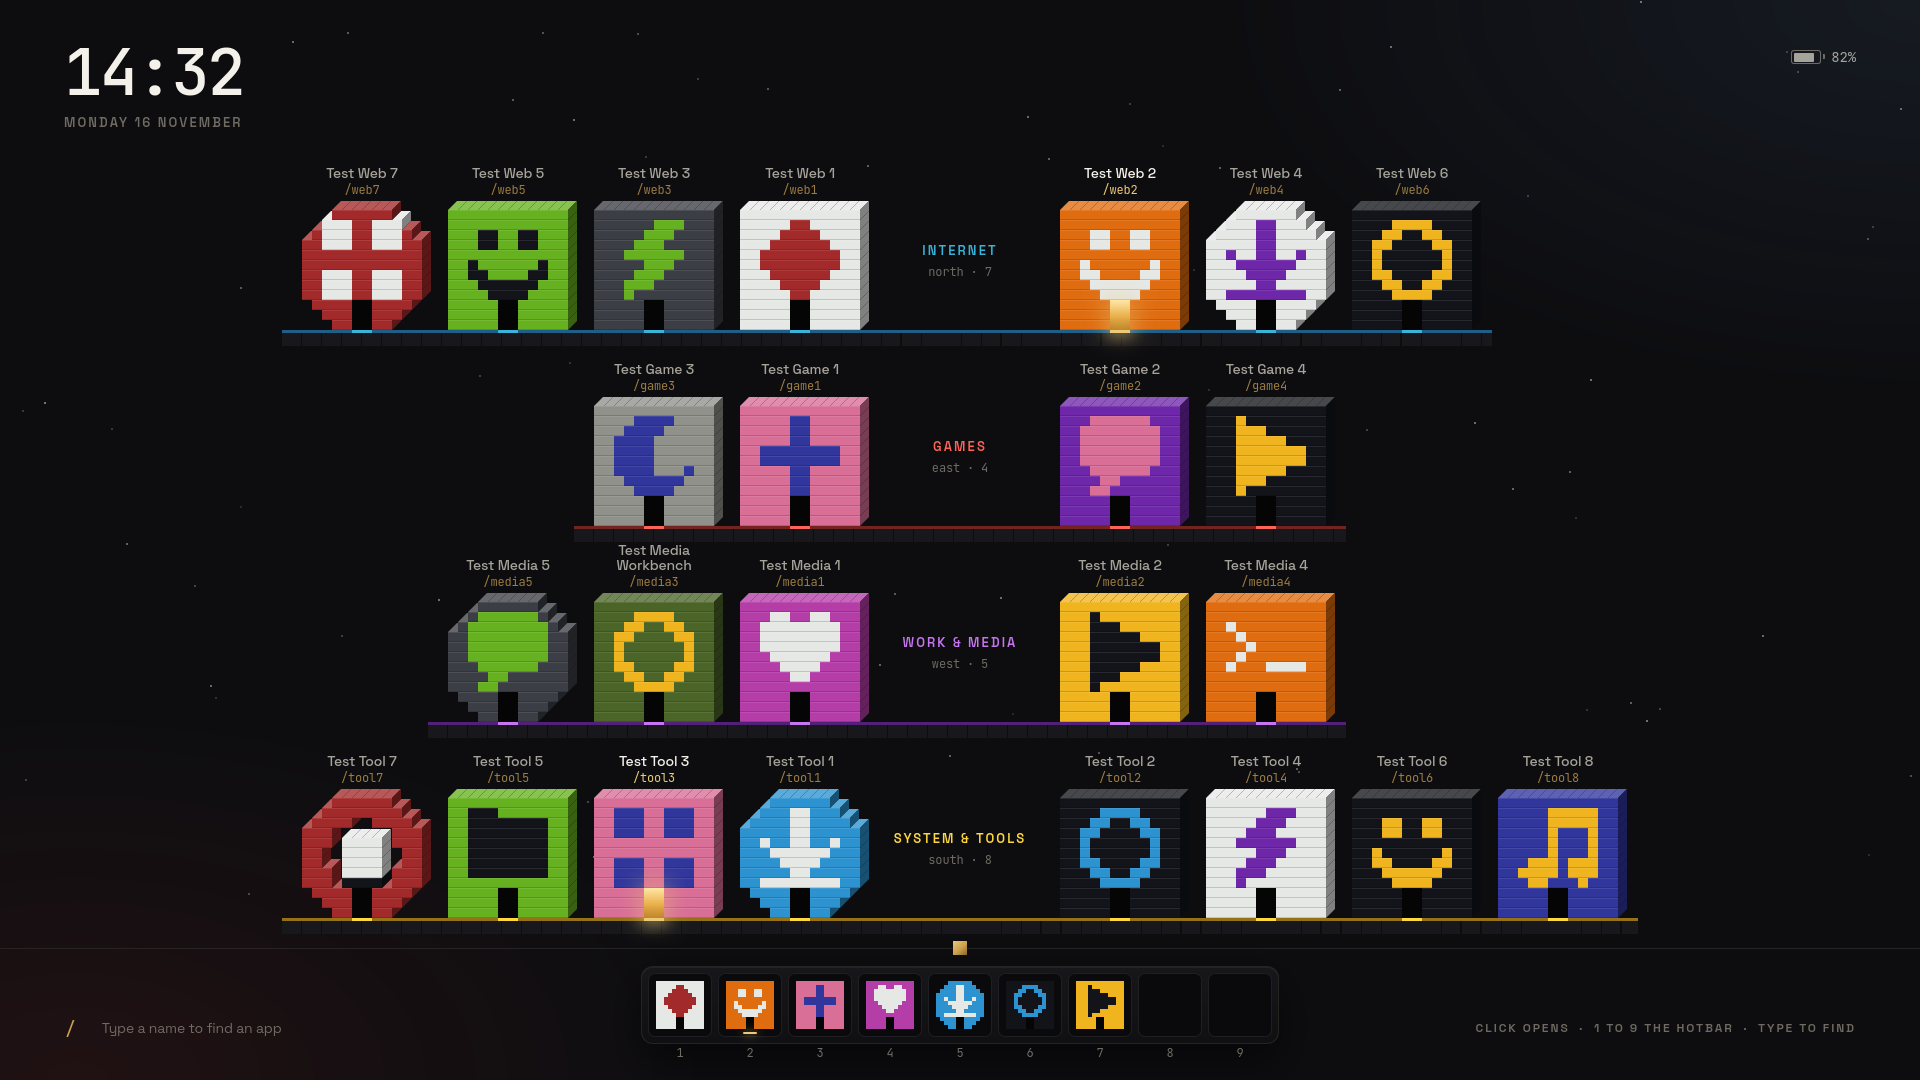 14:32
MONDAY 16 NOVEMBER
82%
Test Web 7
/web7
Test Web 5
/web5
Test Web 3
/web3
Test Web 1
/web1
INTERNET
north · 7
Test Web 2
/web2
Test Web 4
/web4
Test Web 6
/web6
Test Game 3
/game3
Test Game 1
/game1
GAMES
east · 4
Test Game 2
/game2
Test Game 4
/game4
Test Media 5
/media5
Test Media
Workbench
/media3
Test Media 1
/media1
WORK & MEDIA
west · 5
Test Media 2
/media2
Test Media 4
/media4
Test Tool 7
/tool7
Test Tool 5
/tool5
Test Tool 3
/tool3
Test Tool 1
/tool1
SYSTEM & TOOLS
south · 8
Test Tool 2
/tool2
Test Tool 4
/tool4
Test Tool 6
/tool6
Test Tool 8
/tool8
/ Type a name to find an app
1 2 3 4 5 6 7 8 9
CLICK OPENS · 1 TO 9 THE HOTBAR · TYPE TO FIND